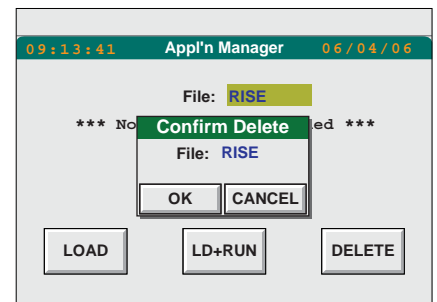 09:13:41 Appl'n Manager 06/04/06
File: RISE
*** No ed ***
Confirm Delete
File: RISE
OK CANCEL
LOAD LD+RUN DELETE